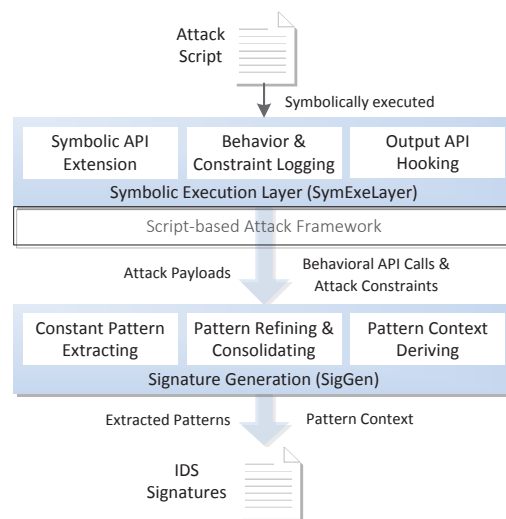 Attack
Script
Symbolically executed
Symbolic API
Extension
Behavior &
Constraint Logging
Output API
Hooking
Symbolic Execution Layer (SymExeLayer)
Script-based Attack Framework
Attack Payloads
Behavioral API Calls &
Attack Constraints
Constant Pattern
Extracting
Pattern Refining &
Consolidating
Pattern Context
Deriving
Signature Generation (SigGen)
Extracted Patterns
Pattern Context
IDS
Signatures